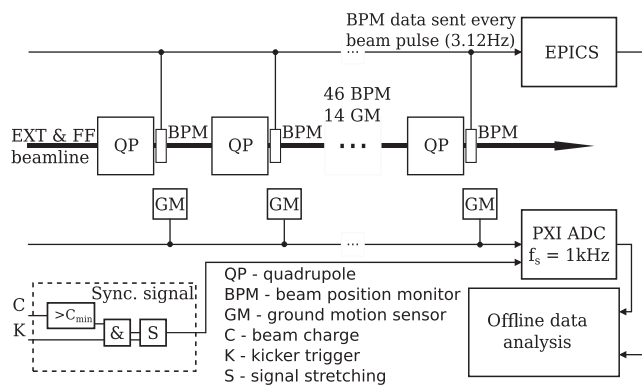 BPM data sent every
beam pulse (3.12Hz)
EPICS
...
46 BPM
14 GM
EXT & FF
beamline
QP
BPM
QP
BPM
...
QP
BPM
GM
GM
GM
...
PXI ADC
fₛ = 1kHz
Sync. signal
C
K
>Cmin
&
S
QP - quadrupole
BPM - beam position monitor
GM - ground motion sensor
C - beam charge
K - kicker trigger
S - signal stretching
Offline data
analysis